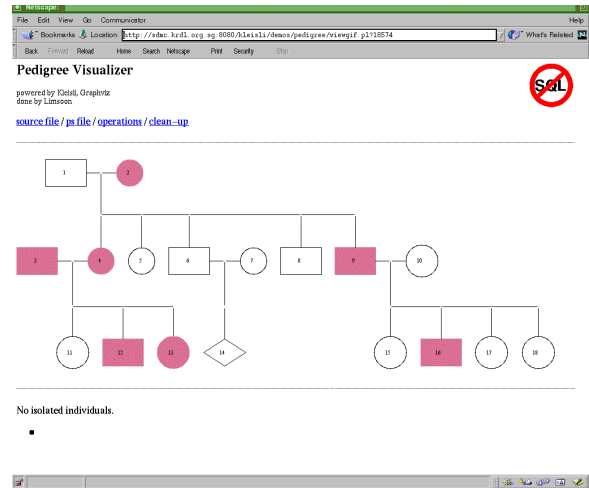 Netscape:
File Edit View Go Communicator Help
Bookmarks Location: http://sdmc.krdl.org.sg:8080/kleisli/demos/pedigree/viewgif.pl?18574 What's Related
Back Forward Reload Home Search Netscape Print Security Stop
Pedigree Visualizer
SQL
powered by Kleisli, Graphviz
done by Limsoon
source file / ps file / operations / clean-up
1 2
3 4 5 6 7 8 9 10
11 12 13 14 15 16 17 18
No isolated individuals.